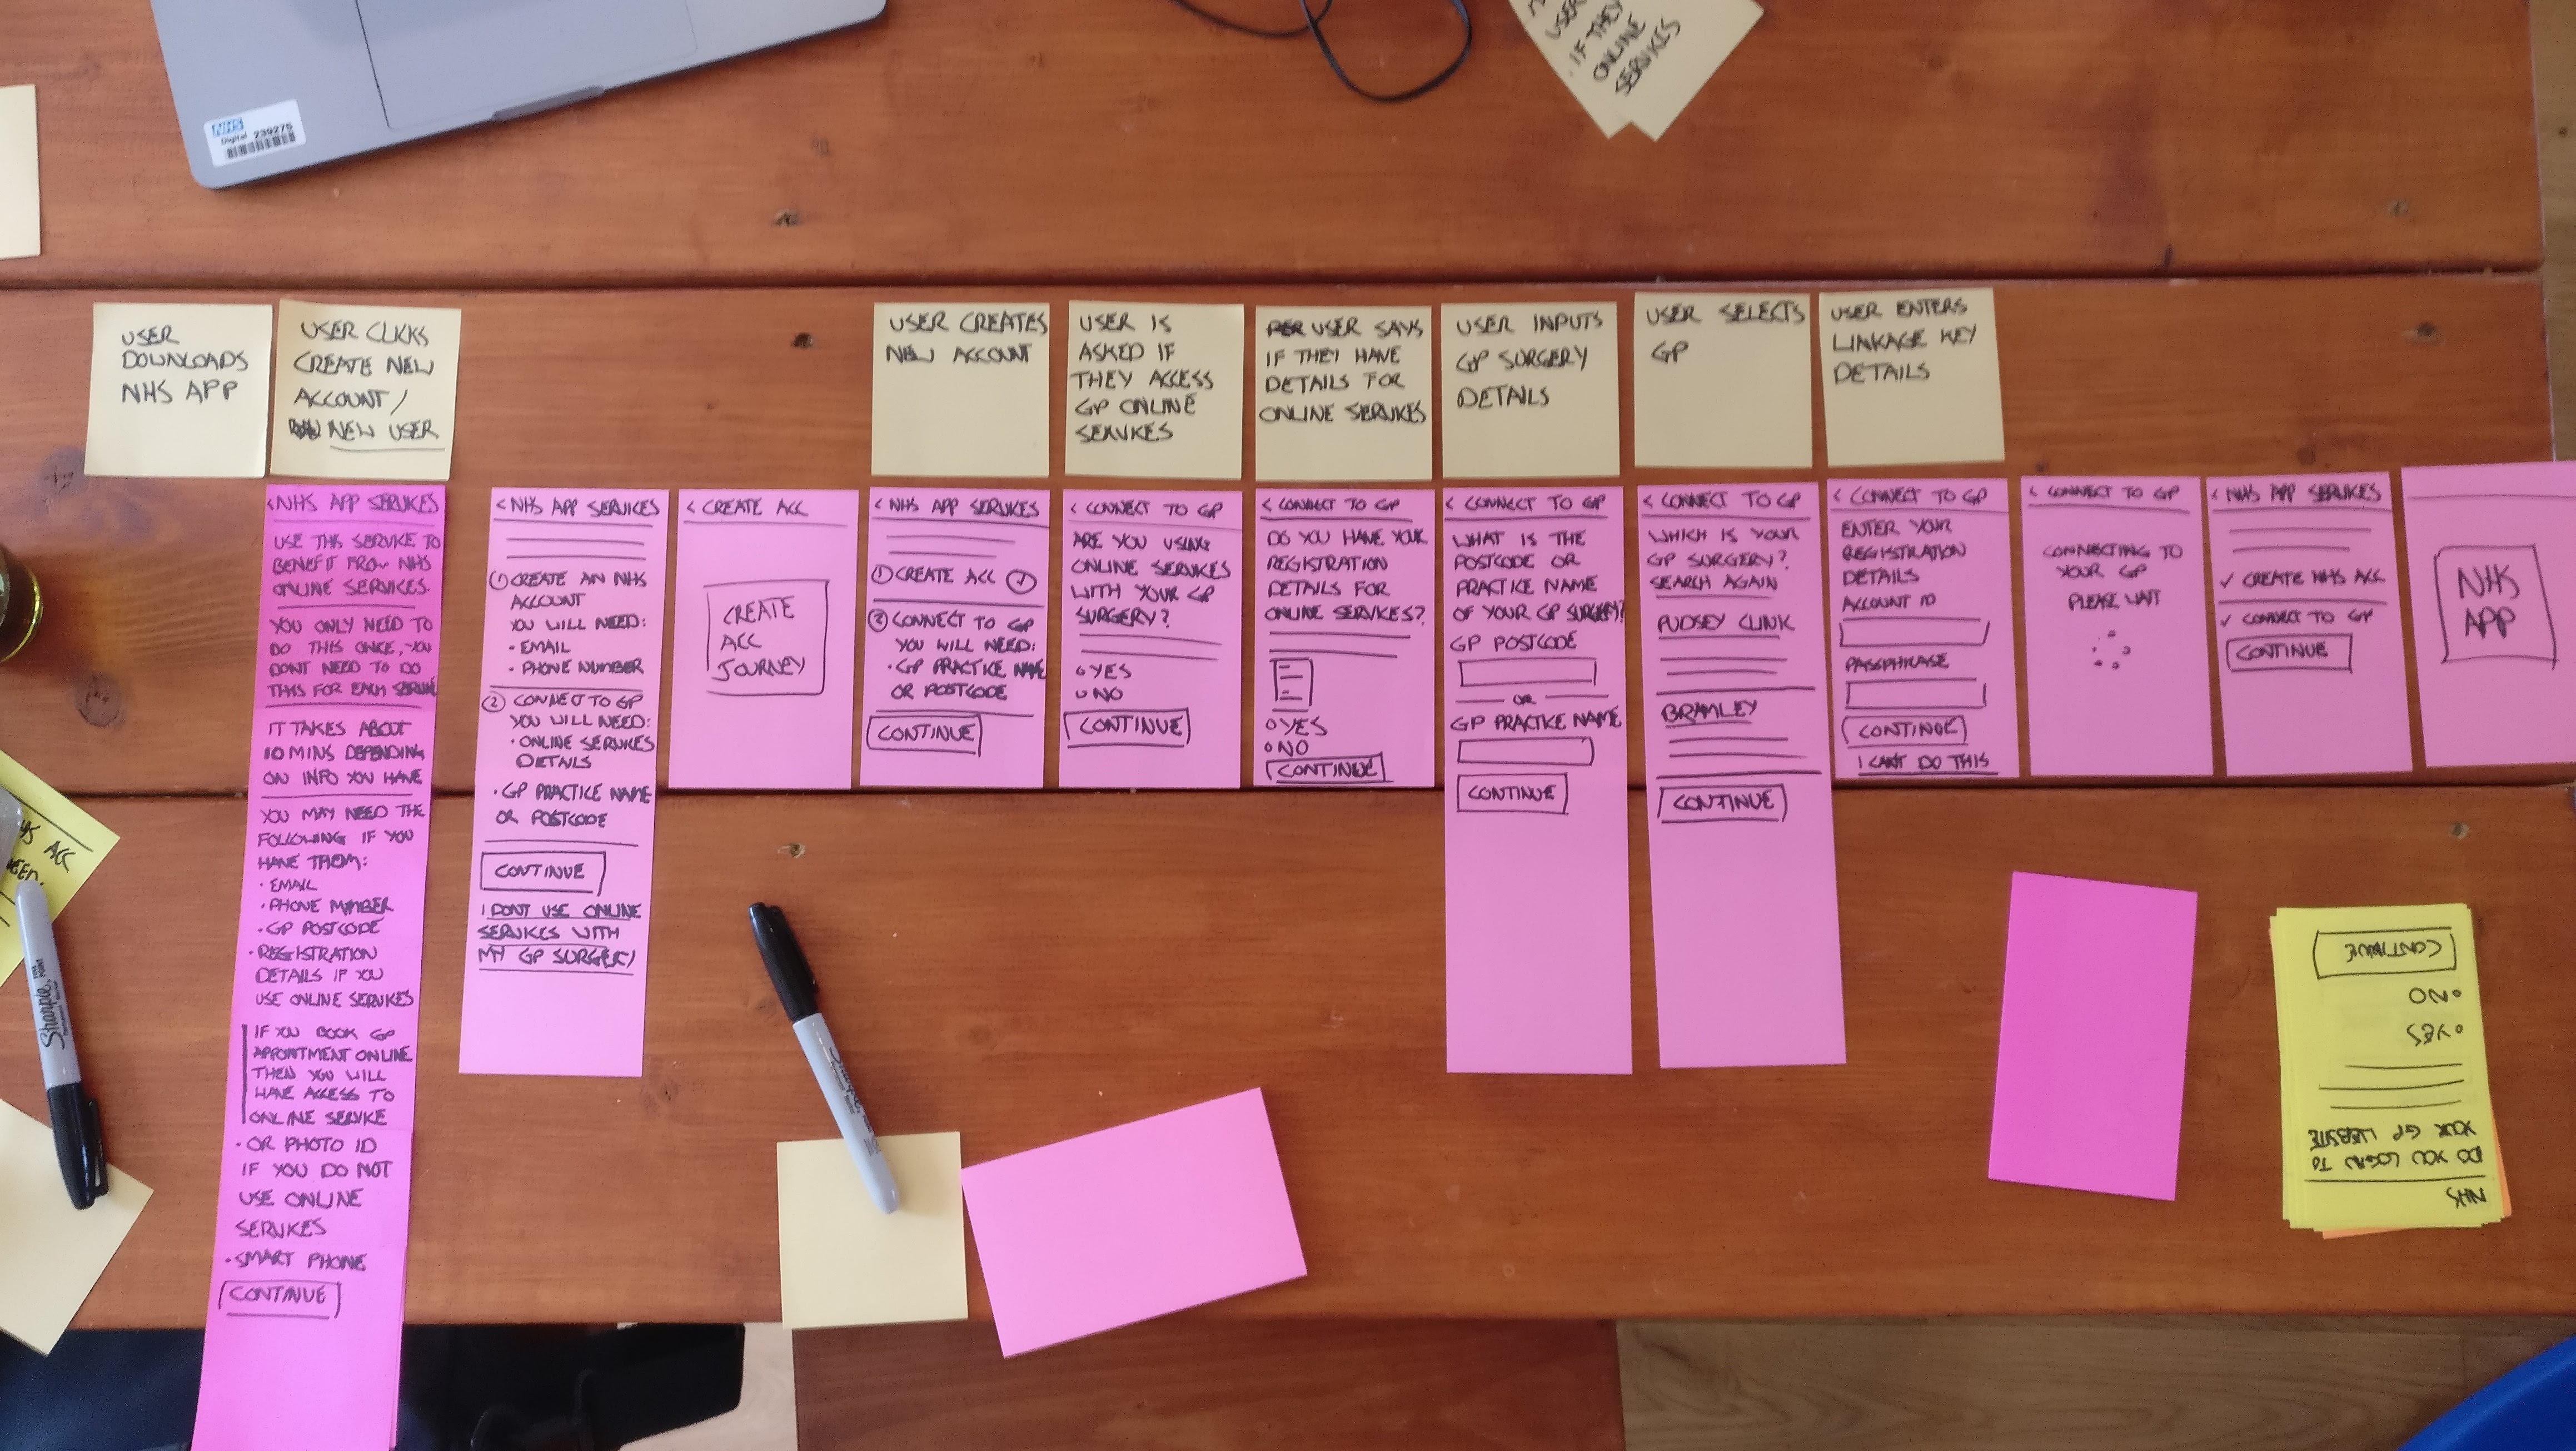 NHS
Digital 239275
USER
IF THEY
ONLINE
SERVICES
USER
DOWNLOADS
NHS APP
USER CLICKS
CREATE NEW
ACCOUNT /
NEW USER
USER CREATES
NEW ACCOUNT
USER IS
ASKED IF
THEY ACCESS
GP ONLINE
SERVICES
USER SAYS
IF THEY HAVE
DETAILS FOR
ONLINE SERVICES
USER INPUTS
GP SURGERY
DETAILS
USER SELECTS
GP
USER ENTERS
LINKAGE KEY
DETAILS
< NHS APP SERVICES
USE THIS SERVICE TO
BENEFIT FROM NHS
ONLINE SERVICES.
YOU ONLY NEED TO
DO THIS ONCE, YOU
DONT NEED TO DO
THIS FOR EACH SERVICE
IT TAKES ABOUT
10 MINS DEPENDING
ON INFO YOU HAVE
YOU MAY NEED THE
FOLLOWING IF YOU
HAVE THEM:
· EMAIL
· PHONE NUMBER
· GP POSTCODE
· REGISTRATION
DETAILS IF YOU
USE ONLINE SERVICES
IF YOU BOOK GP
APPOINTMENT ONLINE
THEN YOU WILL
HAVE ACCESS TO
ONLINE SERVICE
· OR PHOTO ID
IF YOU DO NOT
USE ONLINE
SERVICES
· SMART PHONE
CONTINUE
< NHS APP SERVICES
① CREATE AN NHS
ACCOUNT
YOU WILL NEED:
· EMAIL
· PHONE NUMBER
② CONNECT TO GP
YOU WILL NEED:
· ONLINE SERVICES
DETAILS
· GP PRACTICE NAME
OR POSTCODE
CONTINUE
I DONT USE ONLINE
SERVICES WITH
MY GP SURGERY
< CREATE ACC
CREATE
ACC
JOURNEY
< NHS APP SERVICES
① CREATE ACC ✓
② CONNECT TO GP
YOU WILL NEED:
· GP PRACTICE NAME
OR POSTCODE
CONTINUE
< CONNECT TO GP
ARE YOU USING
ONLINE SERVICES
WITH YOUR GP
SURGERY?
○ YES
○ NO
CONTINUE
< CONNECT TO GP
DO YOU HAVE YOUR
REGISTRATION
DETAILS FOR
ONLINE SERVICES?
○ YES
○ NO
CONTINUE
< CONNECT TO GP
WHAT IS THE
POSTCODE OR
PRACTICE NAME
OF YOUR GP SURGERY?
GP POSTCODE
OR
GP PRACTICE NAME
CONTINUE
< CONNECT TO GP
WHICH IS YOUR
GP SURGERY?
SEARCH AGAIN
PUDSEY CLINIC
BRAMLEY
CONTINUE
< CONNECT TO GP
ENTER YOUR
REGISTRATION
DETAILS
ACCOUNT ID
PASSPHRASE
CONTINUE
I CANT DO THIS
< CONNECT TO GP
CONNECTING TO
YOUR GP
PLEASE WAIT
< NHS APP SERVICES
✓ CREATE NHS ACC
✓ CONNECT TO GP
CONTINUE
NHS
APP
ACC
NEED:
Sharpie
Sharpie
NHS
DO YOU LOGIN TO
YOUR GP WEBSITE
○ YES
○ NO
CONTINUE